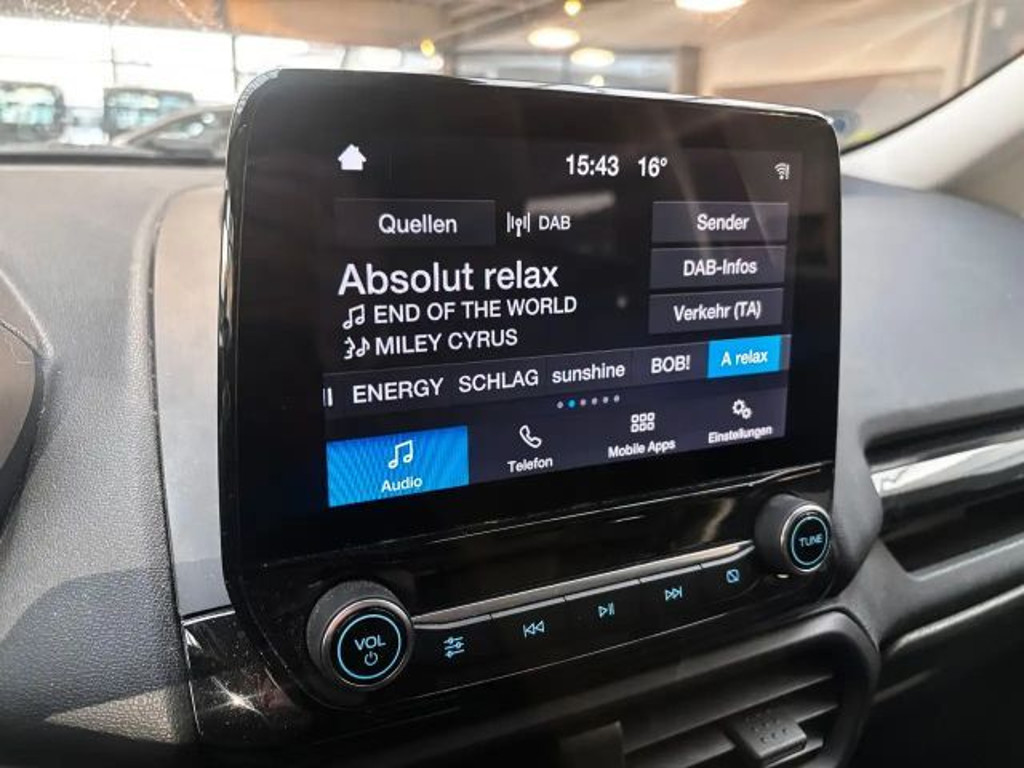 15:43 16°
Quellen DAB Sender
Absolut relax DAB-Infos
END OF THE WORLD Verkehr (TA)
MILEY CYRUS
ENERGY SCHLAG sunshine BOB! A relax
Audio Telefon Mobile Apps Einstellungen
VOL TUNE